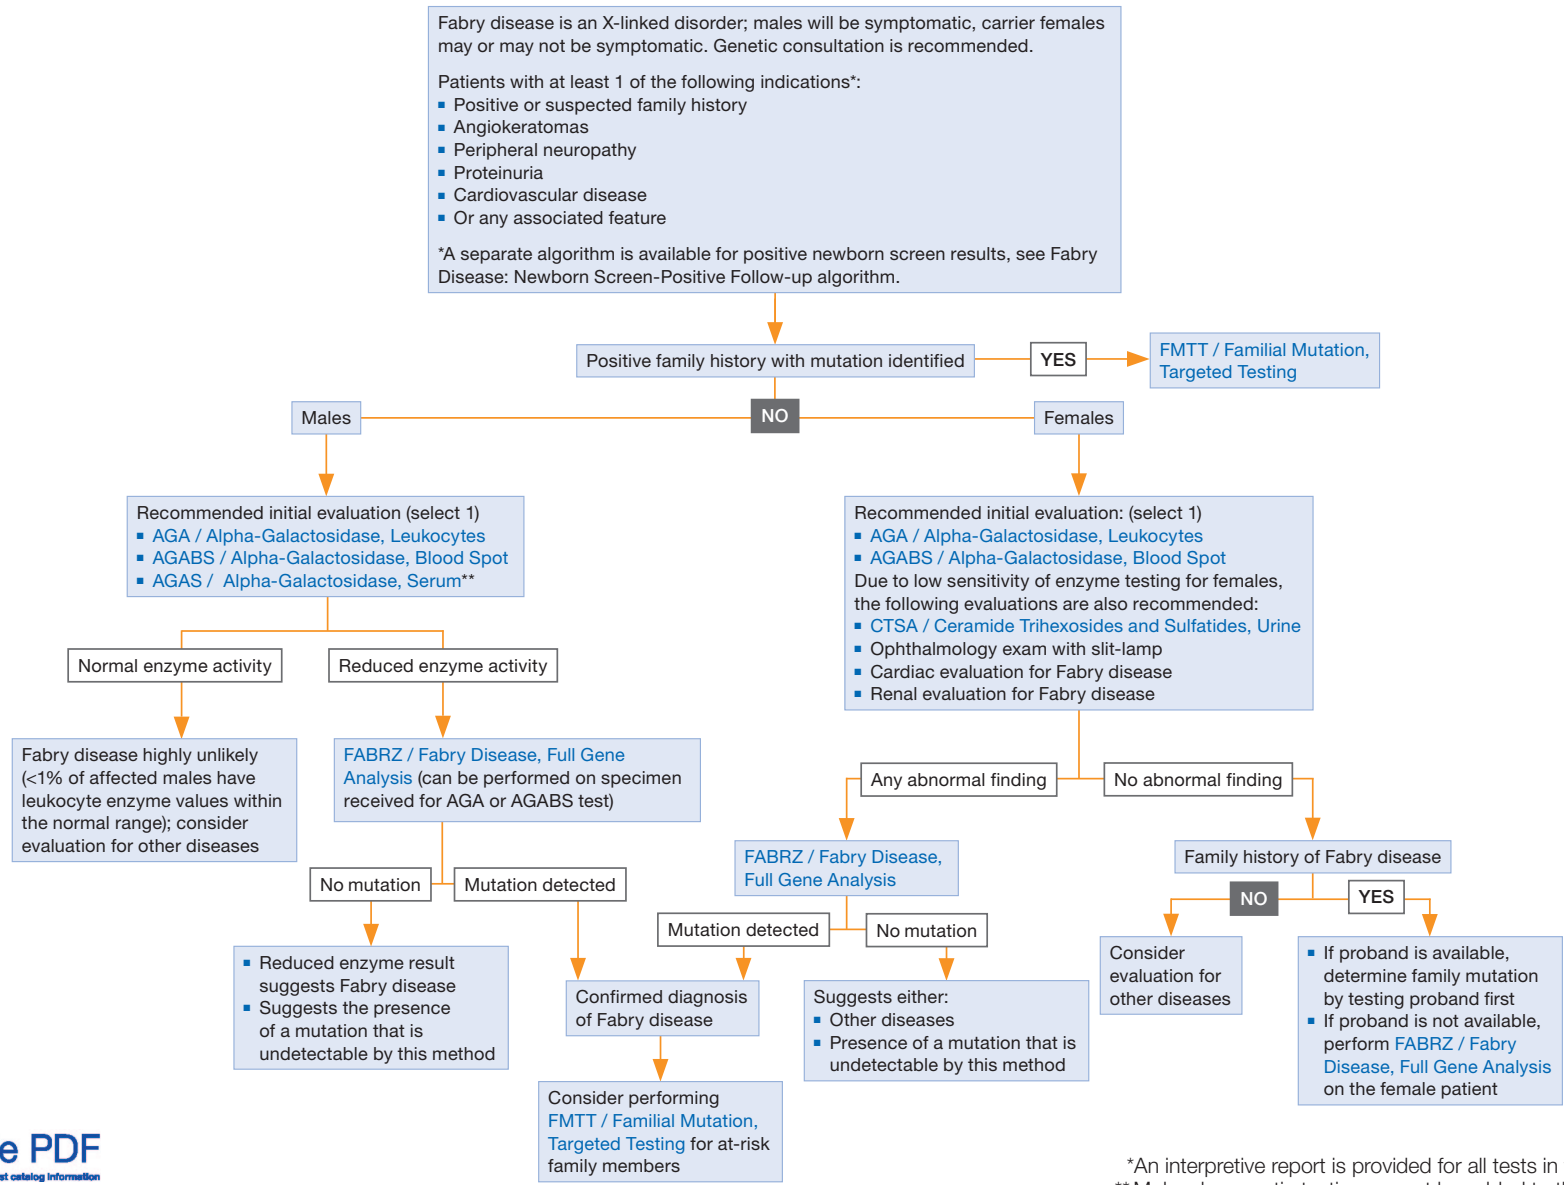 Fabry disease is an X-linked disorder; males will be symptomatic, carrier females
may or may not be symptomatic. Genetic consultation is recommended.
Patients with at least 1 of the following indications*:
▪ Positive or suspected family history
▪ Angiokeratomas
▪ Peripheral neuropathy
▪ Proteinuria
▪ Cardiovascular disease
▪ Or any associated feature
*A separate algorithm is available for positive newborn screen results, see Fabry
Disease: Newborn Screen-Positive Follow-up algorithm.
Positive family history with mutation identified
YES
FMTT / Familial Mutation,
Targeted Testing
NO
Males
Females
Recommended initial evaluation (select 1)
▪ AGA / Alpha-Galactosidase, Leukocytes
▪ AGABS / Alpha-Galactosidase, Blood Spot
▪ AGAS / Alpha-Galactosidase, Serum**
Normal enzyme activity
Reduced enzyme activity
Fabry disease highly unlikely
(<1% of affected males have
leukocyte enzyme values within
the normal range); consider
evaluation for other diseases
FABRZ / Fabry Disease, Full Gene
Analysis (can be performed on specimen
received for AGA or AGABS test)
No mutation
Mutation detected
▪ Reduced enzyme result
suggests Fabry disease
▪ Suggests the presence
of a mutation that is
undetectable by this method
Recommended initial evaluation: (select 1)
▪ AGA / Alpha-Galactosidase, Leukocytes
▪ AGABS / Alpha-Galactosidase, Blood Spot
Due to low sensitivity of enzyme testing for females,
the following evaluations are also recommended:
▪ CTSA / Ceramide Trihexosides and Sulfatides, Urine
▪ Ophthalmology exam with slit-lamp
▪ Cardiac evaluation for Fabry disease
▪ Renal evaluation for Fabry disease
Any abnormal finding
No abnormal finding
FABRZ / Fabry Disease,
Full Gene Analysis
Mutation detected
No mutation
Confirmed diagnosis
of Fabry disease
Consider performing
FMTT / Familial Mutation,
Targeted Testing for at-risk
family members
Suggests either:
▪ Other diseases
▪ Presence of a mutation that is
undetectable by this method
Family history of Fabry disease
NO
YES
Consider
evaluation for
other diseases
▪ If proband is available,
determine family mutation
by testing proband first
▪ If proband is not available,
perform FABRZ / Fabry
Disease, Full Gene Analysis
on the female patient
e PDF
st catalog information
*An interpretive report is provided for all tests in